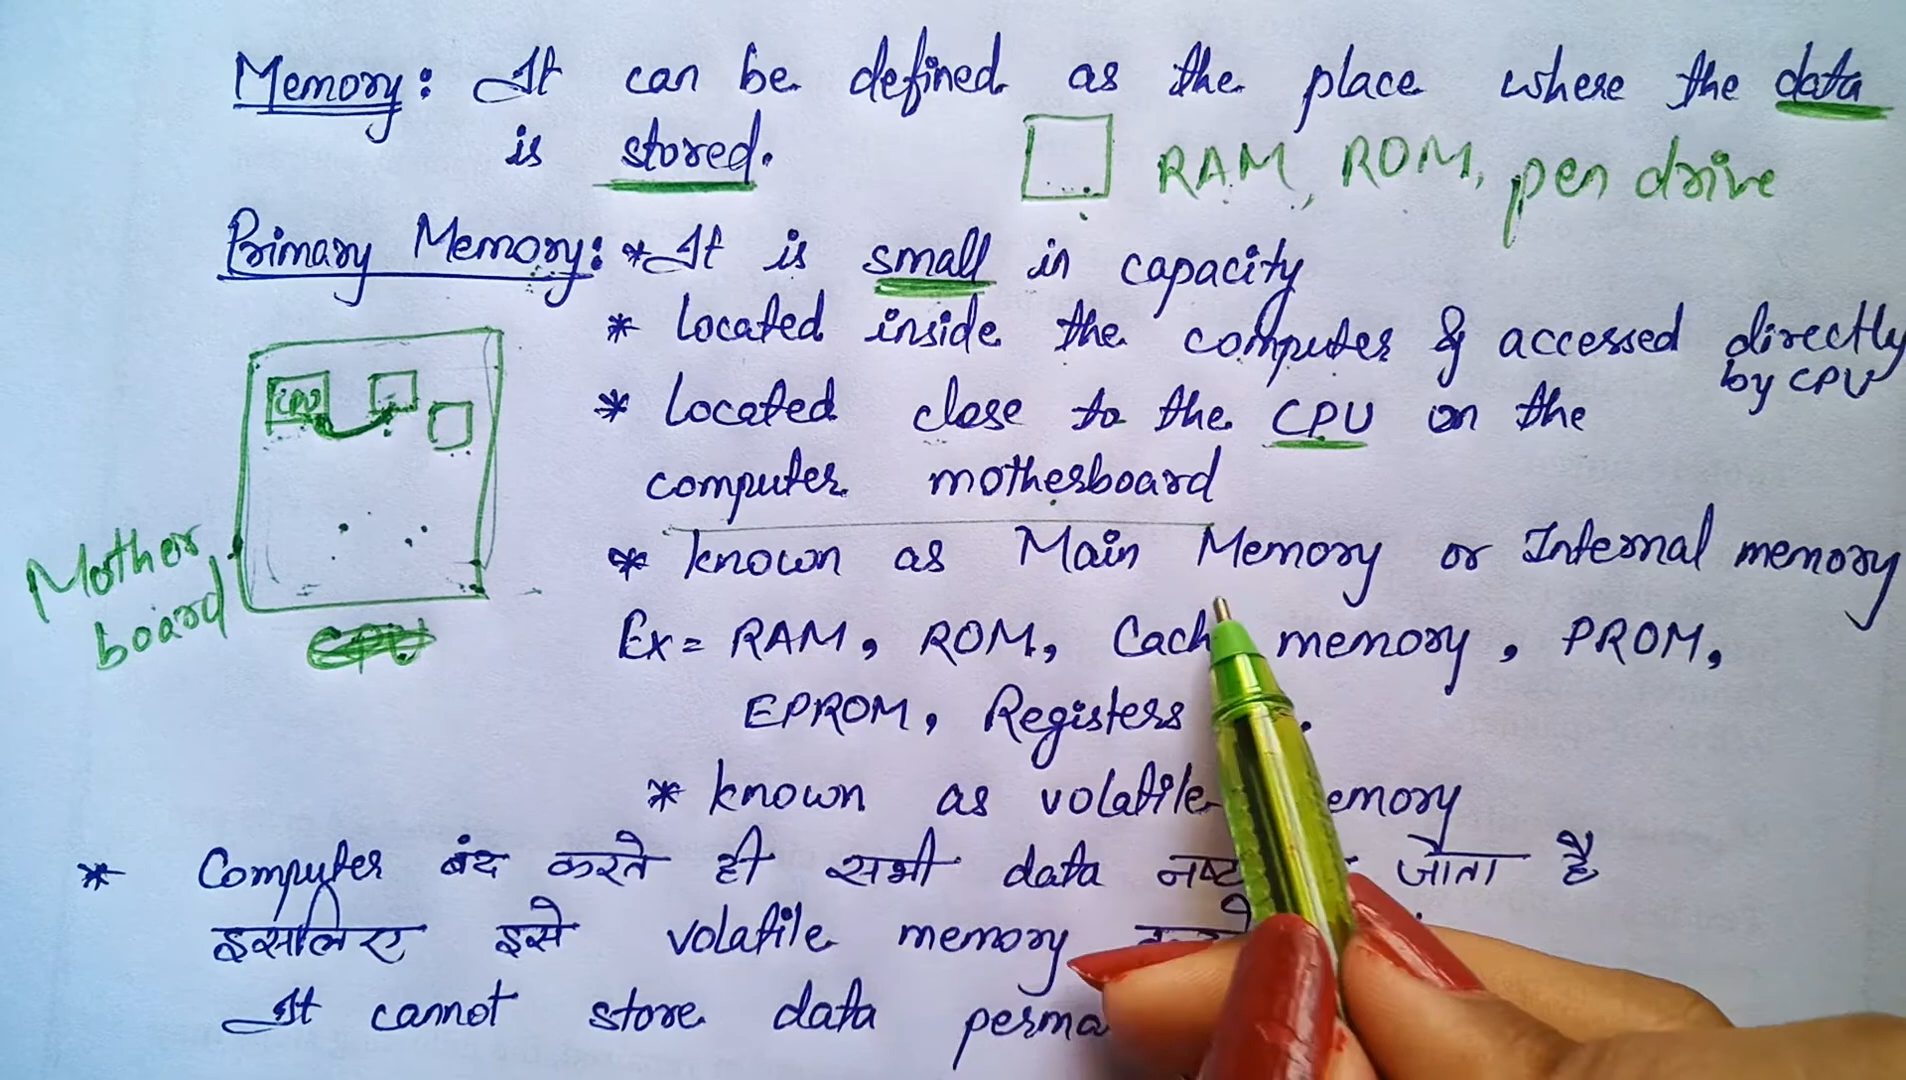 Memory: It can be defined as the place where the data
is stored.
RAM, ROM, pen drive
Primary Memory: * It is small in capacity
* Located inside the computer & accessed directly
by CPU
* Located close to the CPU on the
computer motherboard
CPU
Mother
board
* known as Main Memory or Internal memory
Ex = RAM, ROM, Cach memory, PROM,
EPROM, Registers
* known as volatile emory
* Computer बंद करते ही सभी data नष्ट जाता है
इसलिए इसे volatile memory
It cannot store data perma